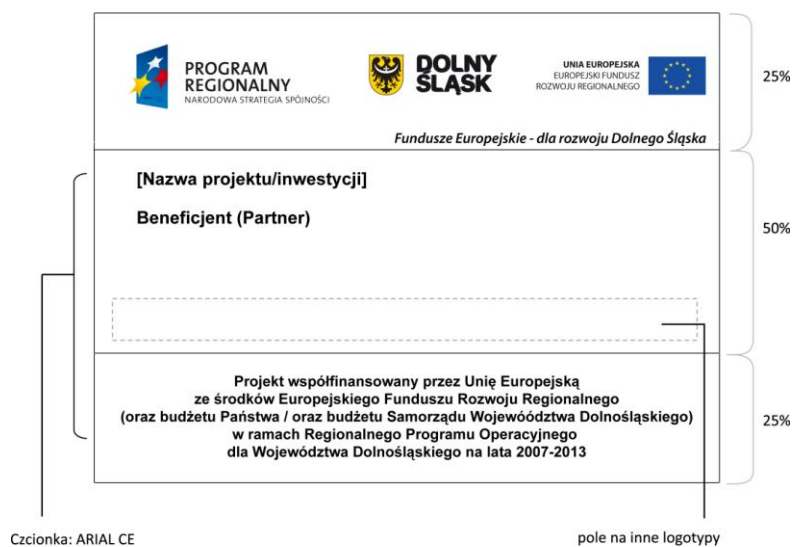 PROGRAM
REGIONALNY
NARODOWA STRATEGIA SPÓJNOŚCI
DOLNY
ŚLĄSK
UNIA EUROPEJSKA
EUROPEJSKI FUNDUSZ
ROZWOJU REGIONALNEGO
25%
Fundusze Europejskie - dla rozwoju Dolnego Śląska
[Nazwa projektu/inwestycji]
Beneficjent (Partner)
50%
Projekt współfinansowany przez Unię Europejską
ze środków Europejskiego Funduszu Rozwoju Regionalnego
(oraz budżetu Państwa / oraz budżetu Samorządu Wojewóództwa Dolnośląskiego)
w ramach Regionalnego Programu Operacyjnego
dla Województwa Dolnośląskiego na lata 2007-2013
25%
Czcionka: ARIAL CE
pole na inne logotypy